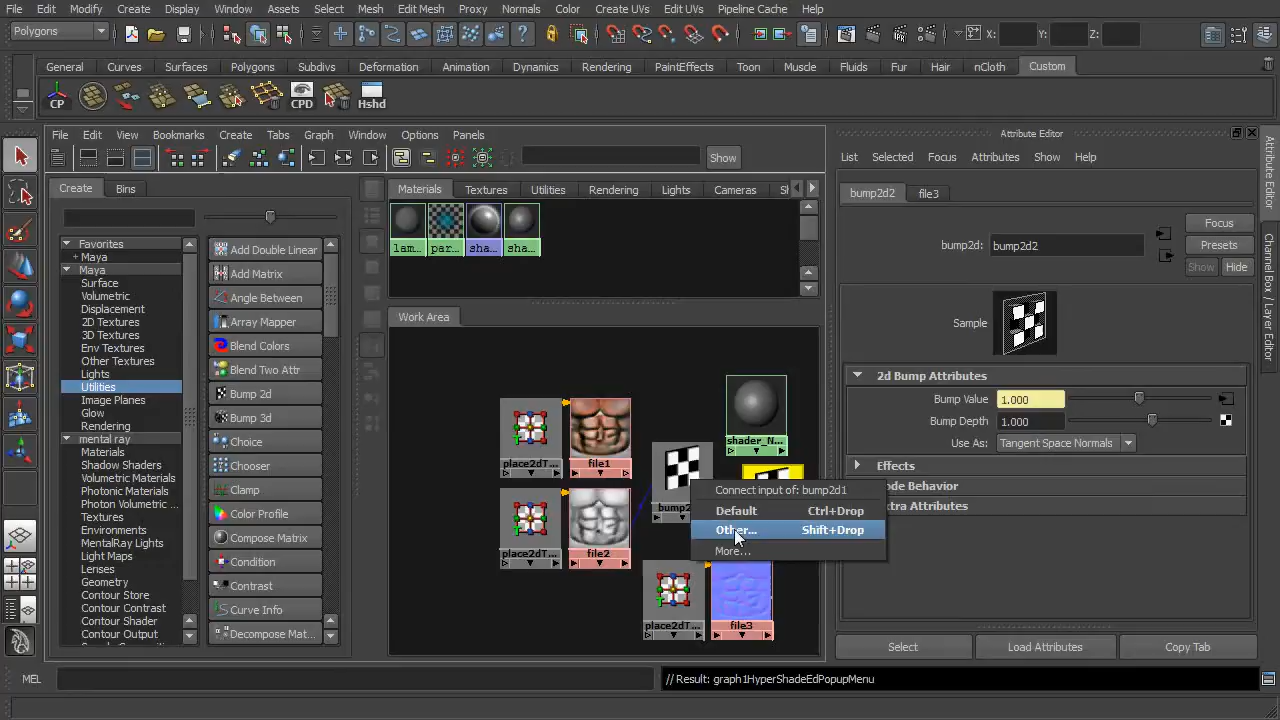 File Edit Modify Create Display Window Assets Select Mesh Edit Mesh Proxy Normals Color Create UVs Edit UVs Pipeline Cache Help
Polygons X: Y: Z:
General Curves Surfaces Polygons Subdivs Deformation Animation Dynamics Rendering PaintEffects Toon Muscle Fluids Fur Hair nCloth Custom
CP CPD Hshd
File Edit View Bookmarks Create Tabs Graph Window Options Panels
Show
Create Bins
Favorites
+ Maya
Maya
Surface
Volumetric
Displacement
2D Textures
3D Textures
Env Textures
Other Textures
Lights
Utilities
Image Planes
Glow
Rendering
mental ray
Materials
Shadow Shaders
Volumetric Materials
Photonic Materials
Textures
Environments
MentalRay Lights
Light Maps
Lenses
Geometry
Contour Store
Contour Contrast
Contour Shader
Contour Output
Add Double Linear
Add Matrix
Angle Between
Array Mapper
Blend Colors
Blend Two Attr
Bump 2d
Bump 3d
Choice
Chooser
Clamp
Color Profile
Compose Matrix
Condition
Contrast
Curve Info
Decompose Mat...
Materials Textures Utilities Rendering Lights Cameras
lam... par... sha... sha...
Work Area
place2dT... file1
place2dT... file2
shader_N...
place2dT... file3
Connect input of: bump2d1
Default Ctrl+Drop
Other... Shift+Drop
More...
Attribute Editor
List Selected Focus Attributes Show Help
bump2d2 file3
bump2d: bump2d2
Focus
Presets
Show Hide
Sample
2d Bump Attributes
Bump Value 1.000
Bump Depth 1.000
Use As: Tangent Space Normals
Effects
Select Load Attributes Copy Tab
Attribute Editor
Channel Box / Layer Editor
MEL
// Result: graph1HyperShadeEdPopupMenu